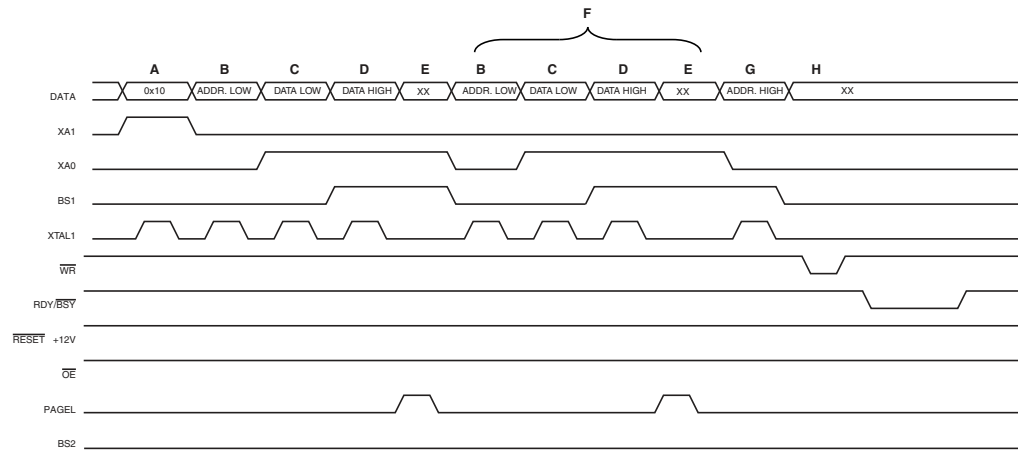 F
A B C D E B C D E G H
DATA 0x10 ADDR. LOW DATA LOW DATA HIGH XX ADDR. LOW DATA LOW DATA HIGH XX ADDR. HIGH XX
XA1
XA0
BS1
XTAL1
WR
RDY/BSY
RESET +12V
OE
PAGEL
BS2